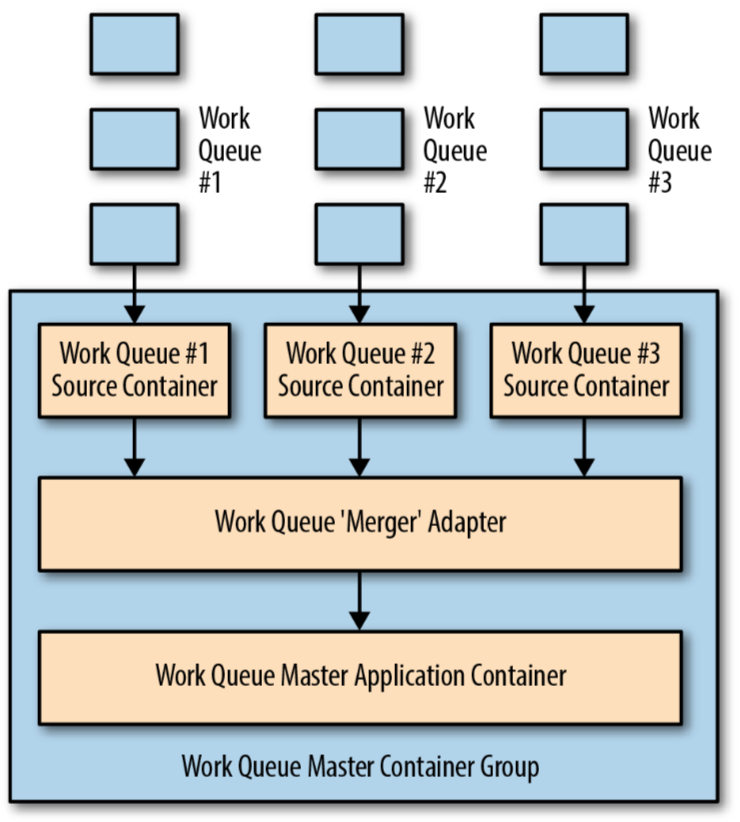 Work
Queue
#1
Work
Queue
#2
Work
Queue
#3
Work Queue #1
Source Container
Work Queue #2
Source Container
Work Queue #3
Source Container
Work Queue 'Merger' Adapter
Work Queue Master Application Container
Work Queue Master Container Group